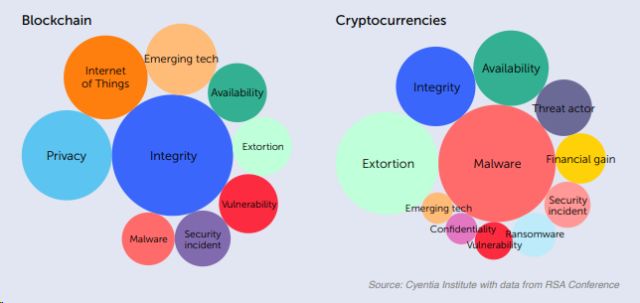 Blockchain
Emerging tech
Internet
of Things
Availability
Privacy
Integrity
Extortion
Vulnerability
Malware
Security
incident
Cryptocurrencies
Availability
Integrity
Threat actor
Extortion
Malware
Financial gain
Security
incident
Emerging tech
Confidentiality
Ransomware
Vulnerability
Source: Cyentia Institute with data from RSA Conference